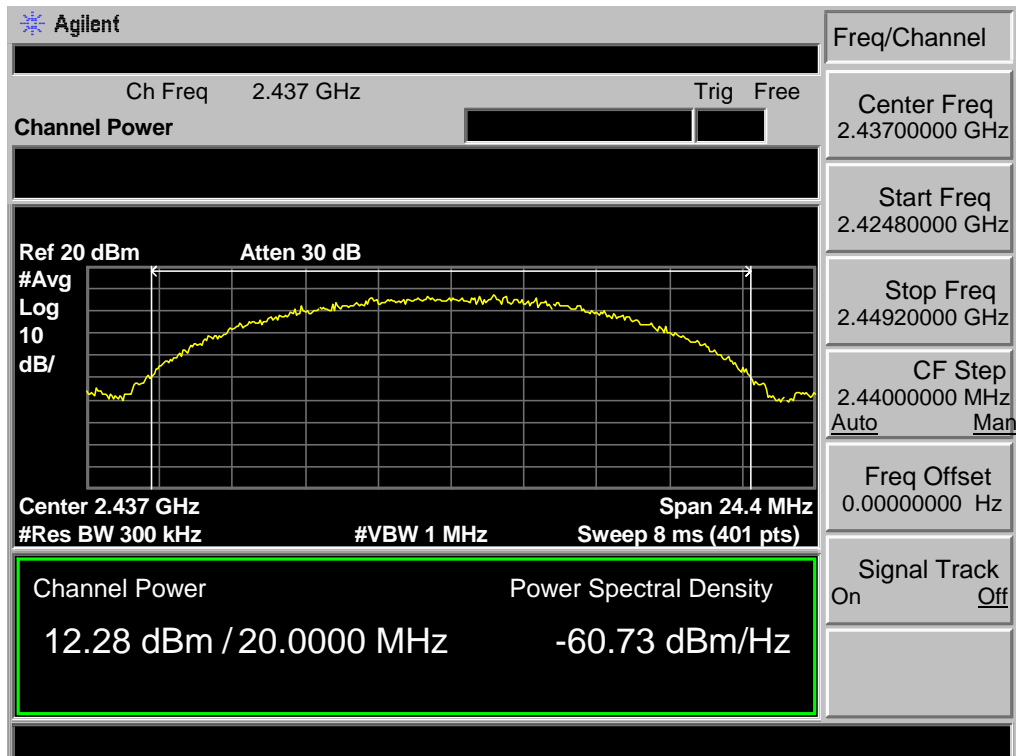 Agilent
Freq/Channel
Ch Freq 2.437 GHz Trig Free
Channel Power
Center Freq
2.43700000 GHz
Start Freq
2.42480000 GHz
Ref 20 dBm Atten 30 dB
#Avg
Log
10
dB/
Stop Freq
2.44920000 GHz
CF Step
2.44000000 MHz
Auto Man
Freq Offset
0.00000000 Hz
Center 2.437 GHz Span 24.4 MHz
#Res BW 300 kHz #VBW 1 MHz Sweep 8 ms (401 pts)
Signal Track
On Off
Channel Power Power Spectral Density
12.28 dBm / 20.0000 MHz -60.73 dBm/Hz